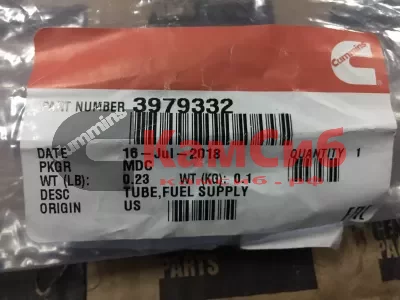 Cummins
PART NUMBER 3979332
Cummins
КамСиб
DATE 16-Jul-2018 QUANTITY 1
PKGR MDC
WT (LB): 0.23 WT (KG): 0.1
DESC TUBE,FUEL SUPPLY
ORIGIN US
PARTS